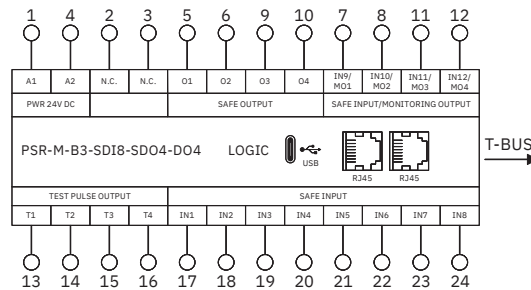 1 4 2 3 5 6 9 10 7 8 11 12
A1 A2 N.C. N.C. O1 O2 O3 O4 IN9/ MO1 IN10/ MO2 IN11/ MO3 IN12/ MO4
PWR 24V DC SAFE OUTPUT SAFE INPUT/MONITORING OUTPUT
PSR-M-B3-SDI8-SDO4-DO4 LOGIC USB RJ45 RJ45 T-BUS
TEST PULSE OUTPUT SAFE INPUT
T1 T2 T3 T4 IN1 IN2 IN3 IN4 IN5 IN6 IN7 IN8
13 14 15 16 17 18 19 20 21 22 23 24